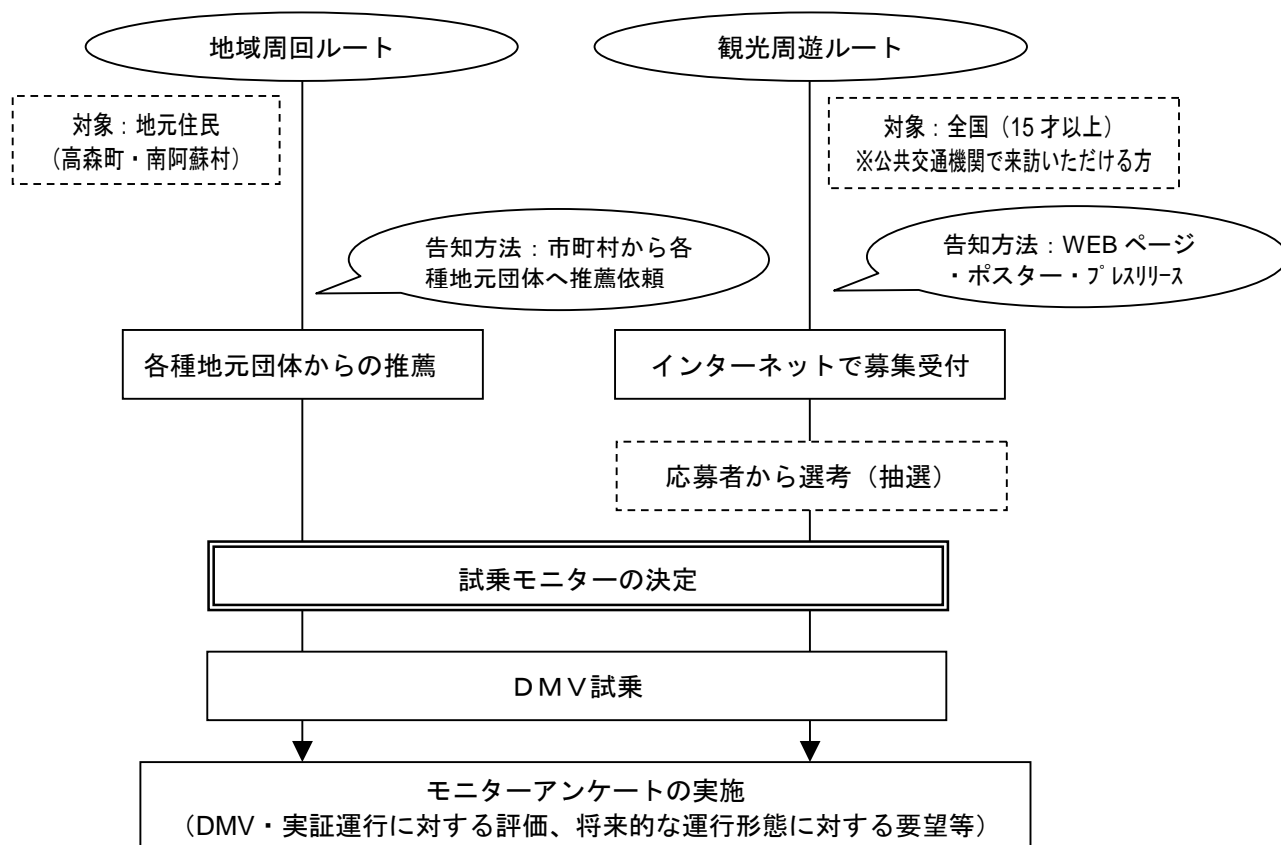 地域周回ルート
観光周遊ルート
対象：地元住民
（高森町・南阿蘇村）
対象：全国（15才以上）
※公共交通機関で来訪いただける方
告知方法：市町村から各
種地元団体へ推薦依頼
告知方法：WEBページ
・ポスター・ﾌﾟﾚｽﾘﾘｰｽ
各種地元団体からの推薦
インターネットで募集受付
応募者から選考（抽選）
試乗モニターの決定
ＤＭＶ試乗
モニターアンケートの実施
（DMV・実証運行に対する評価、将来的な運行形態に対する要望等）